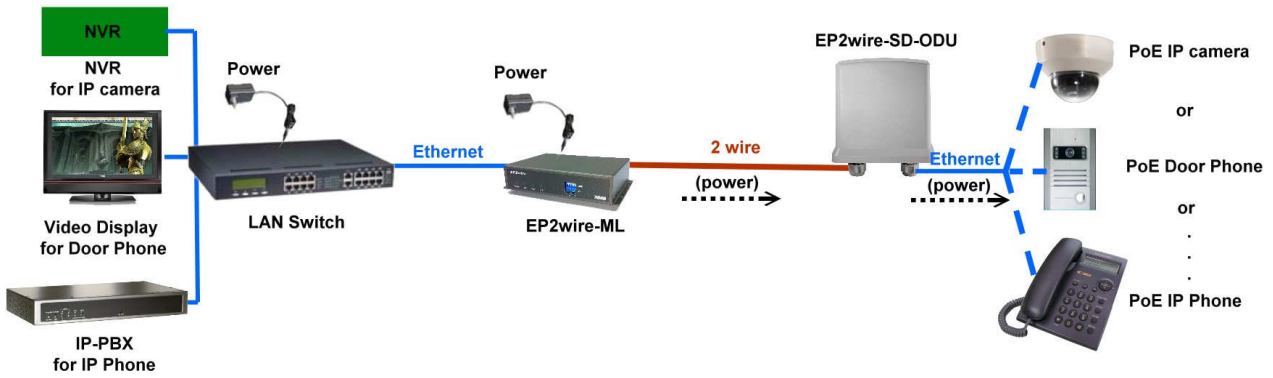 NVR
NVR
for IP camera
Video Display
for Door Phone
IP-PBX
for IP Phone
Power
LAN Switch
Ethernet
Power
EP2wire-ML
2 wire
(power)
EP2wire-SD-ODU
Ethernet
(power)
PoE IP camera
or
PoE Door Phone
or
.
.
.
PoE IP Phone